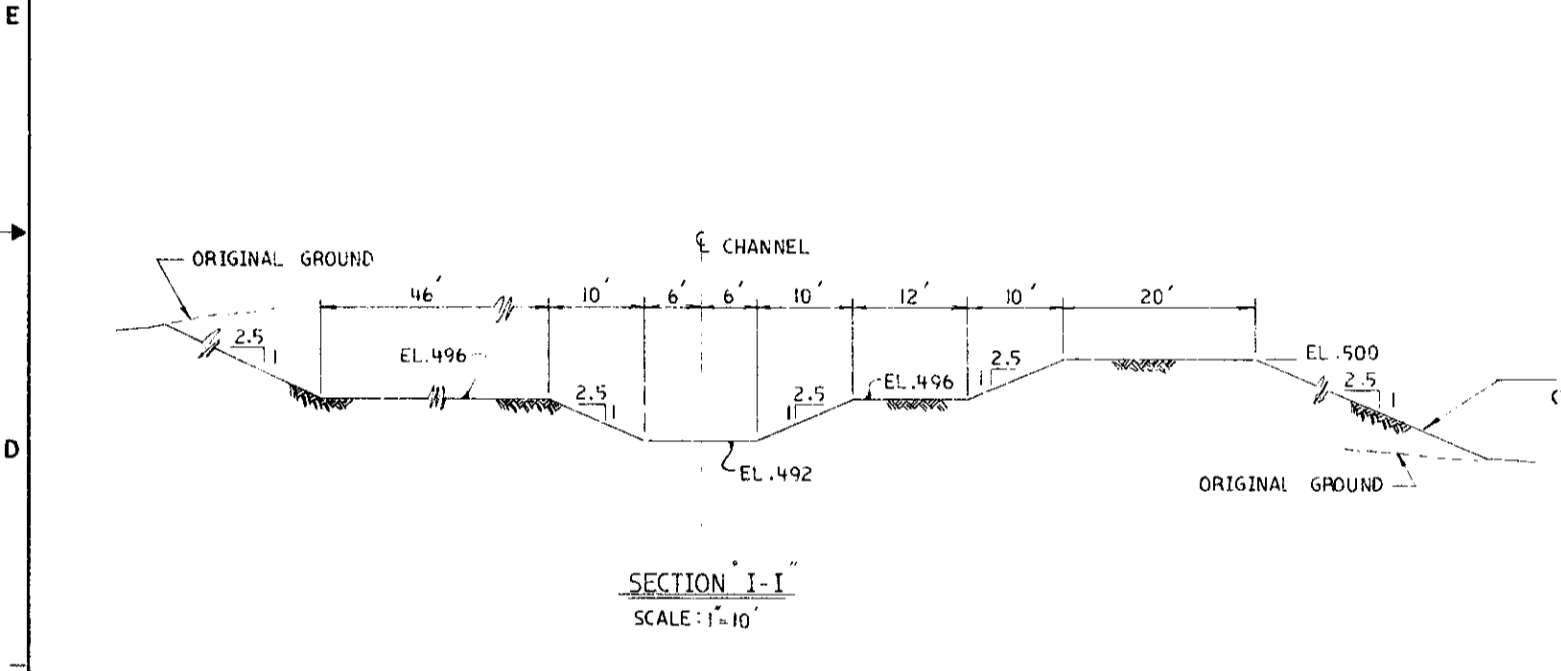 E
℄ CHANNEL
ORIGINAL GROUND
46' 10' 6' 6' 10' 12' 10' 20'
2.5
1
EL.496
2.5
1
2.5
1
EL.496
2.5
1
EL.500
2.5
1
D
EL.492
ORIGINAL GROUND
SECTION "I-I"
SCALE: 1"=10'